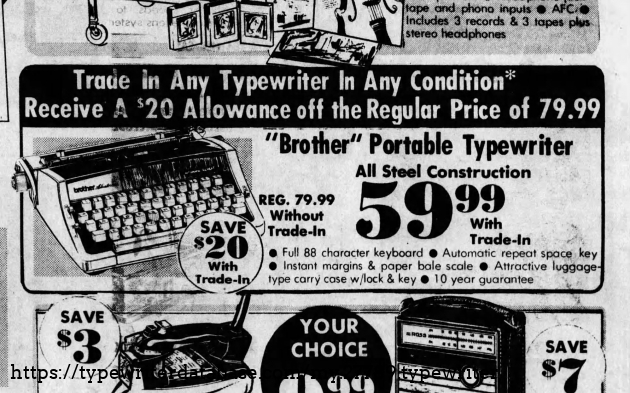 tape and phono inputs ● AFC ●
Includes 3 records & 3 tapes plus
stereo headphones
Trade In Any Typewriter In Any Condition*
Receive A $20 Allowance off the Regular Price of 79.99
"Brother" Portable Typewriter
All Steel Construction
REG. 79.99
Without
Trade-In
59.99
With
Trade-In
brother
SAVE
$20
With
Trade-In
● Full 88 character keyboard ● Automatic repeat space key
● Instant margins & paper bale scale ● Attractive luggage-
type carry case w/lock & key ● 10 year guarantee
SAVE
$3
YOUR
CHOICE
SAVE
$7